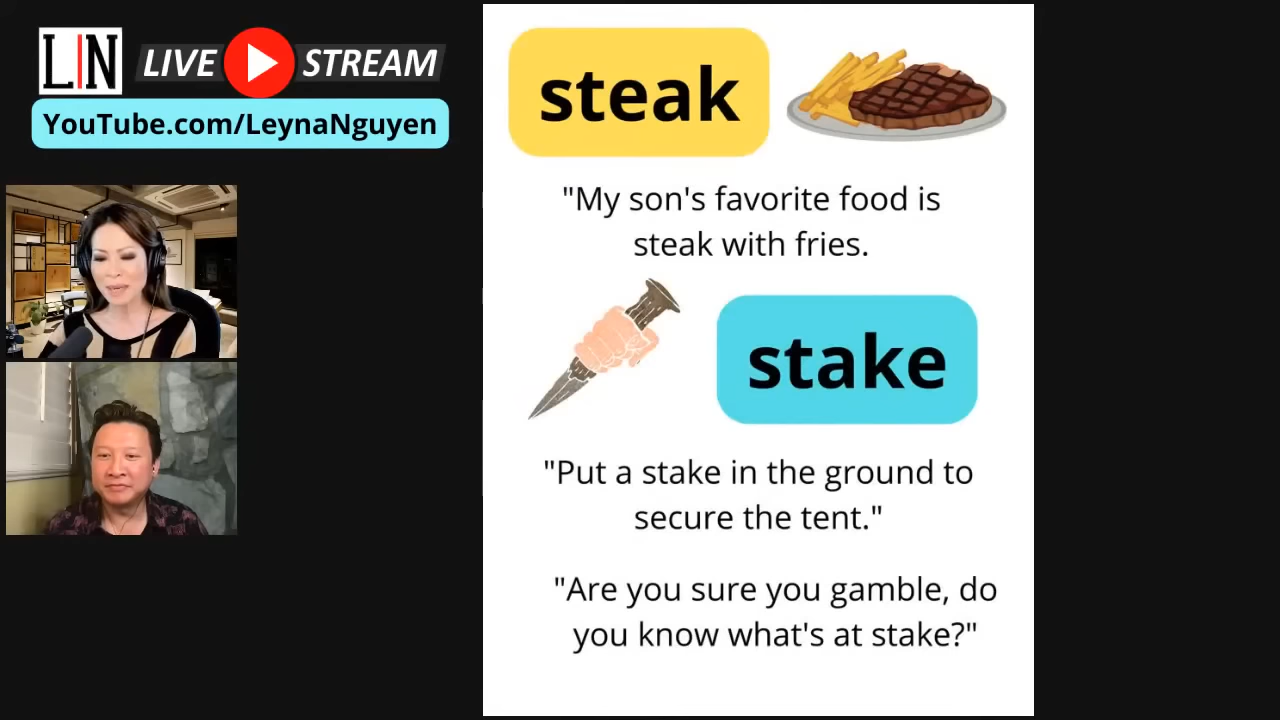 LIN LIVE STREAM
YouTube.com/LeynaNguyen
steak
"My son's favorite food is
steak with fries.
stake
"Put a stake in the ground to
secure the tent."
"Are you sure you gamble, do
you know what's at stake?"